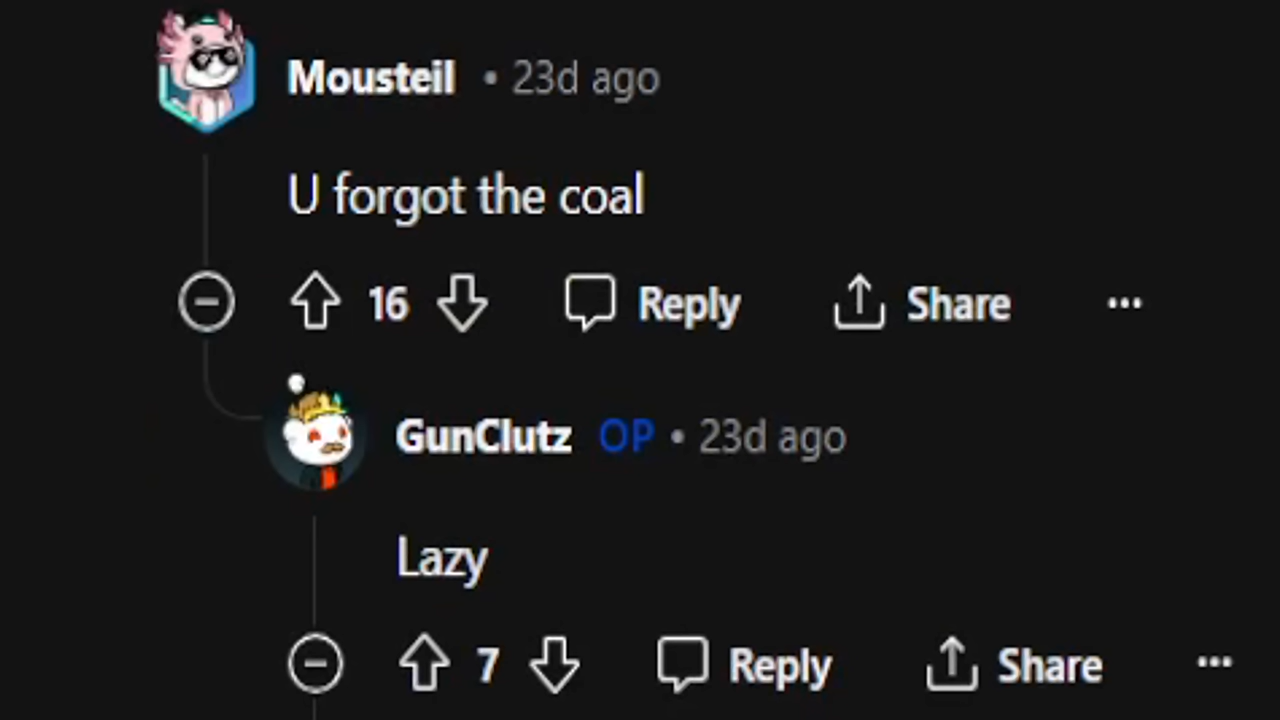 Mousteil • 23d ago
U forgot the coal
16 Reply Share ···
GunClutz OP • 23d ago
Lazy
7 Reply Share ···